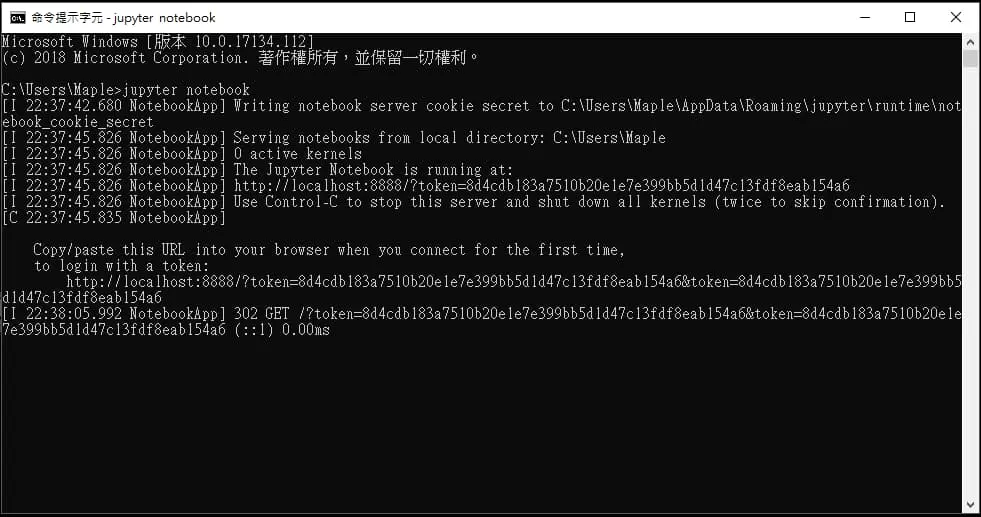 命令提示字元 - jupyter notebook
Microsoft Windows [版本 10.0.17134.112]
(c) 2018 Microsoft Corporation. 著作權所有，並保留一切權利。
C:\Users\Maple>jupyter notebook
[I 22:37:42.680 NotebookApp] Writing notebook server cookie secret to C:\Users\Maple\AppData\Roaming\jupyter\runtime\not
ebook_cookie_secret
[I 22:37:45.826 NotebookApp] Serving notebooks from local directory: C:\Users\Maple
[I 22:37:45.826 NotebookApp] 0 active kernels
[I 22:37:45.826 NotebookApp] The Jupyter Notebook is running at:
[I 22:37:45.826 NotebookApp] http://localhost:8888/?token=8d4cdb183a7510b20e1e7e399bb5d1d47c13fdf8eab154a6
[I 22:37:45.826 NotebookApp] Use Control-C to stop this server and shut down all kernels (twice to skip confirmation).
[C 22:37:45.835 NotebookApp]
    Copy/paste this URL into your browser when you connect for the first time,
    to login with a token:
        http://localhost:8888/?token=8d4cdb183a7510b20e1e7e399bb5d1d47c13fdf8eab154a6&token=8d4cdb183a7510b20e1e7e399bb5
d1d47c13fdf8eab154a6
[I 22:38:05.992 NotebookApp] 302 GET /?token=8d4cdb183a7510b20e1e7e399bb5d1d47c13fdf8eab154a6&token=8d4cdb183a7510b20e1e
7e399bb5d1d47c13fdf8eab154a6 (::1) 0.00ms